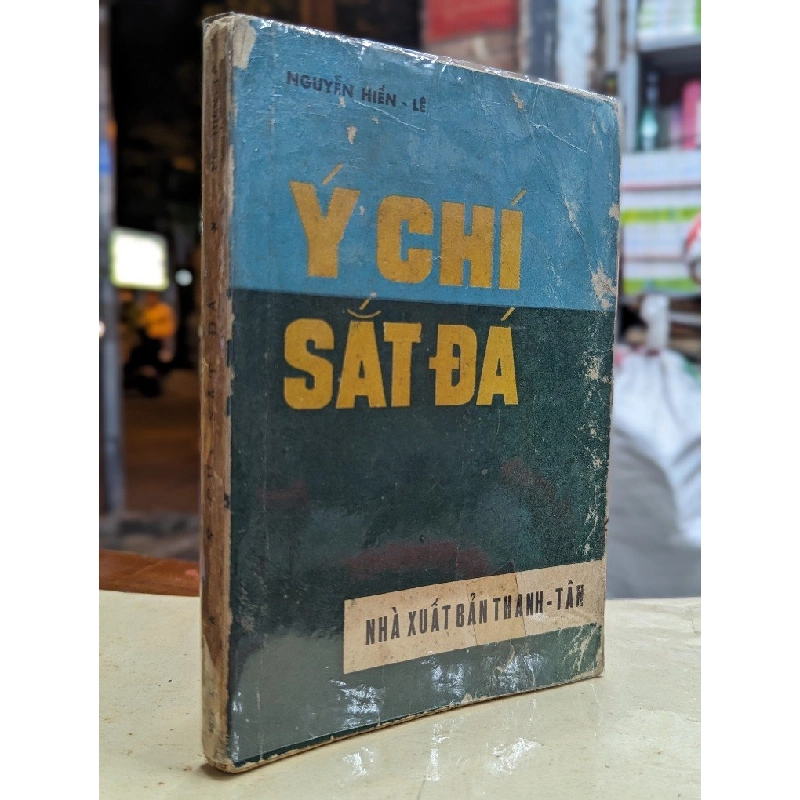 NGUYỄN HIẾN - LÊ
Ý CHÍ
SẮT ĐÁ
NHÀ XUẤT BẢN THANH - TÂN